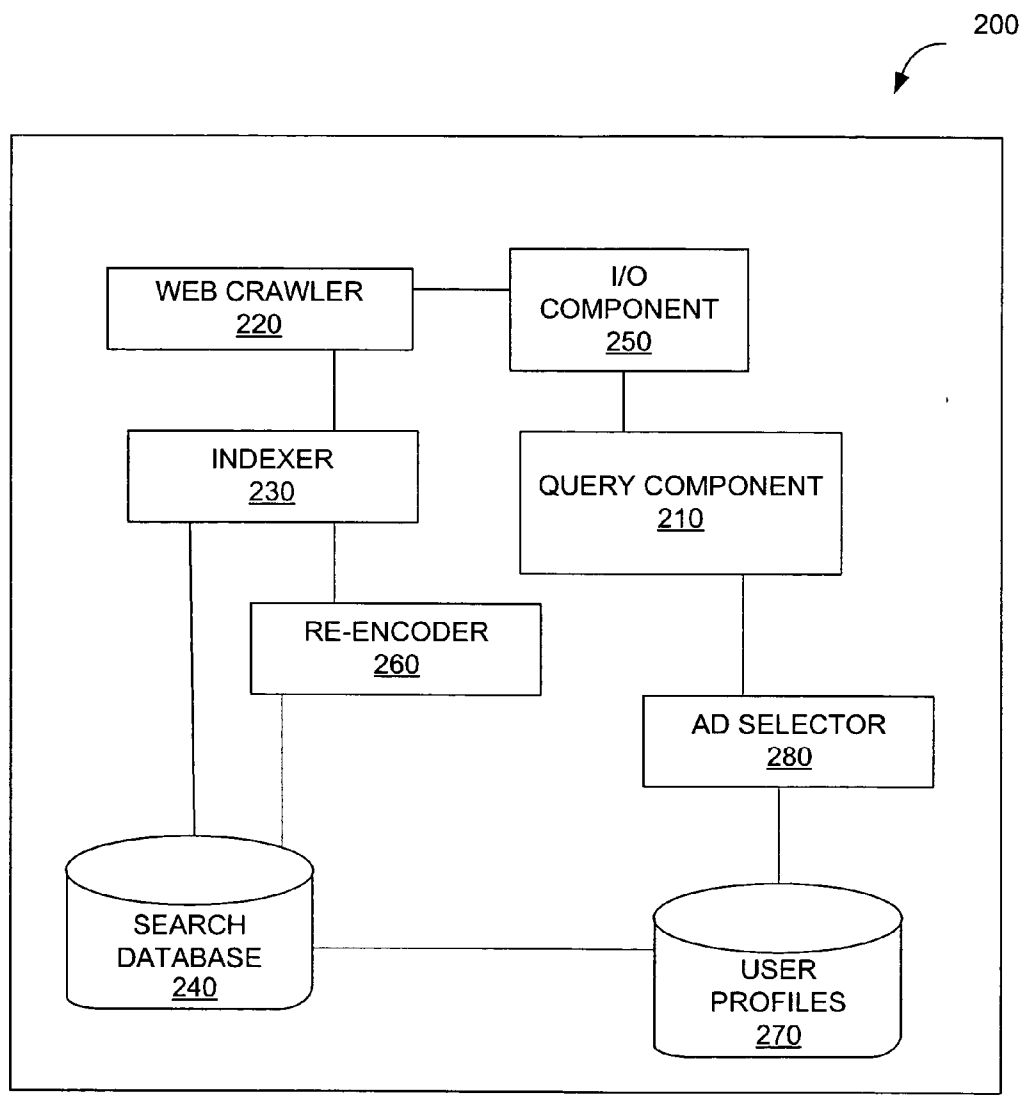 200
WEB CRAWLER
220
I/O
COMPONENT
250
INDEXER
230
QUERY COMPONENT
210
RE-ENCODER
260
AD SELECTOR
280
SEARCH
DATABASE
240
USER
PROFILES
270